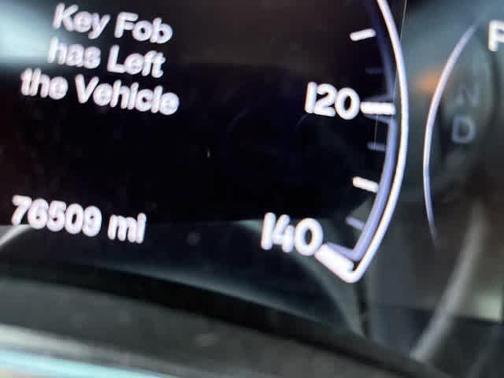 Key Fob
has Left
the Vehicle
120
76509 mi
140
P
N
D